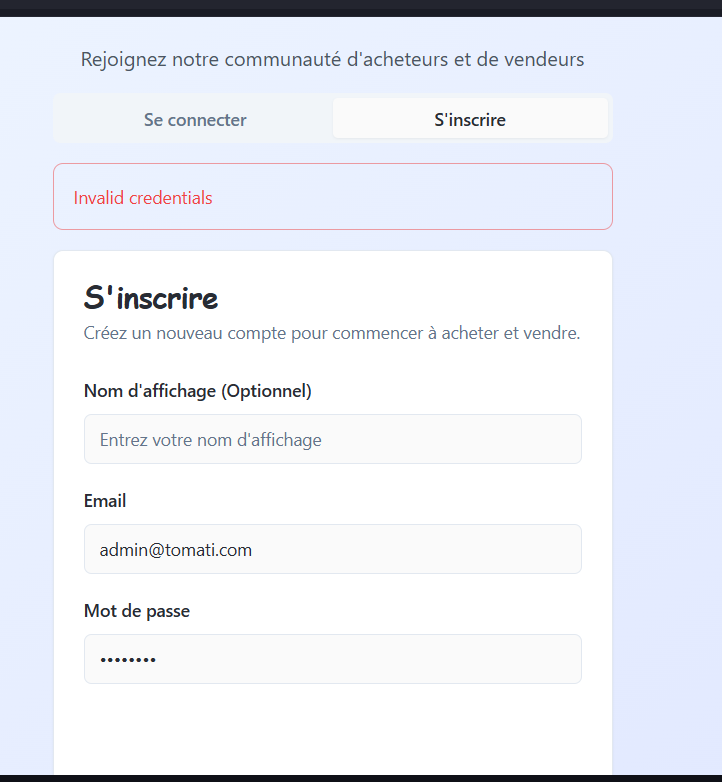 Rejoignez notre communauté d'acheteurs et de vendeurs
Se connecter
S'inscrire
Invalid credentials
S'inscrire
Créez un nouveau compte pour commencer à acheter et vendre.
Nom d'affichage (Optionnel)
Entrez votre nom d'affichage
Email
admin@tomati.com
Mot de passe
••••••••